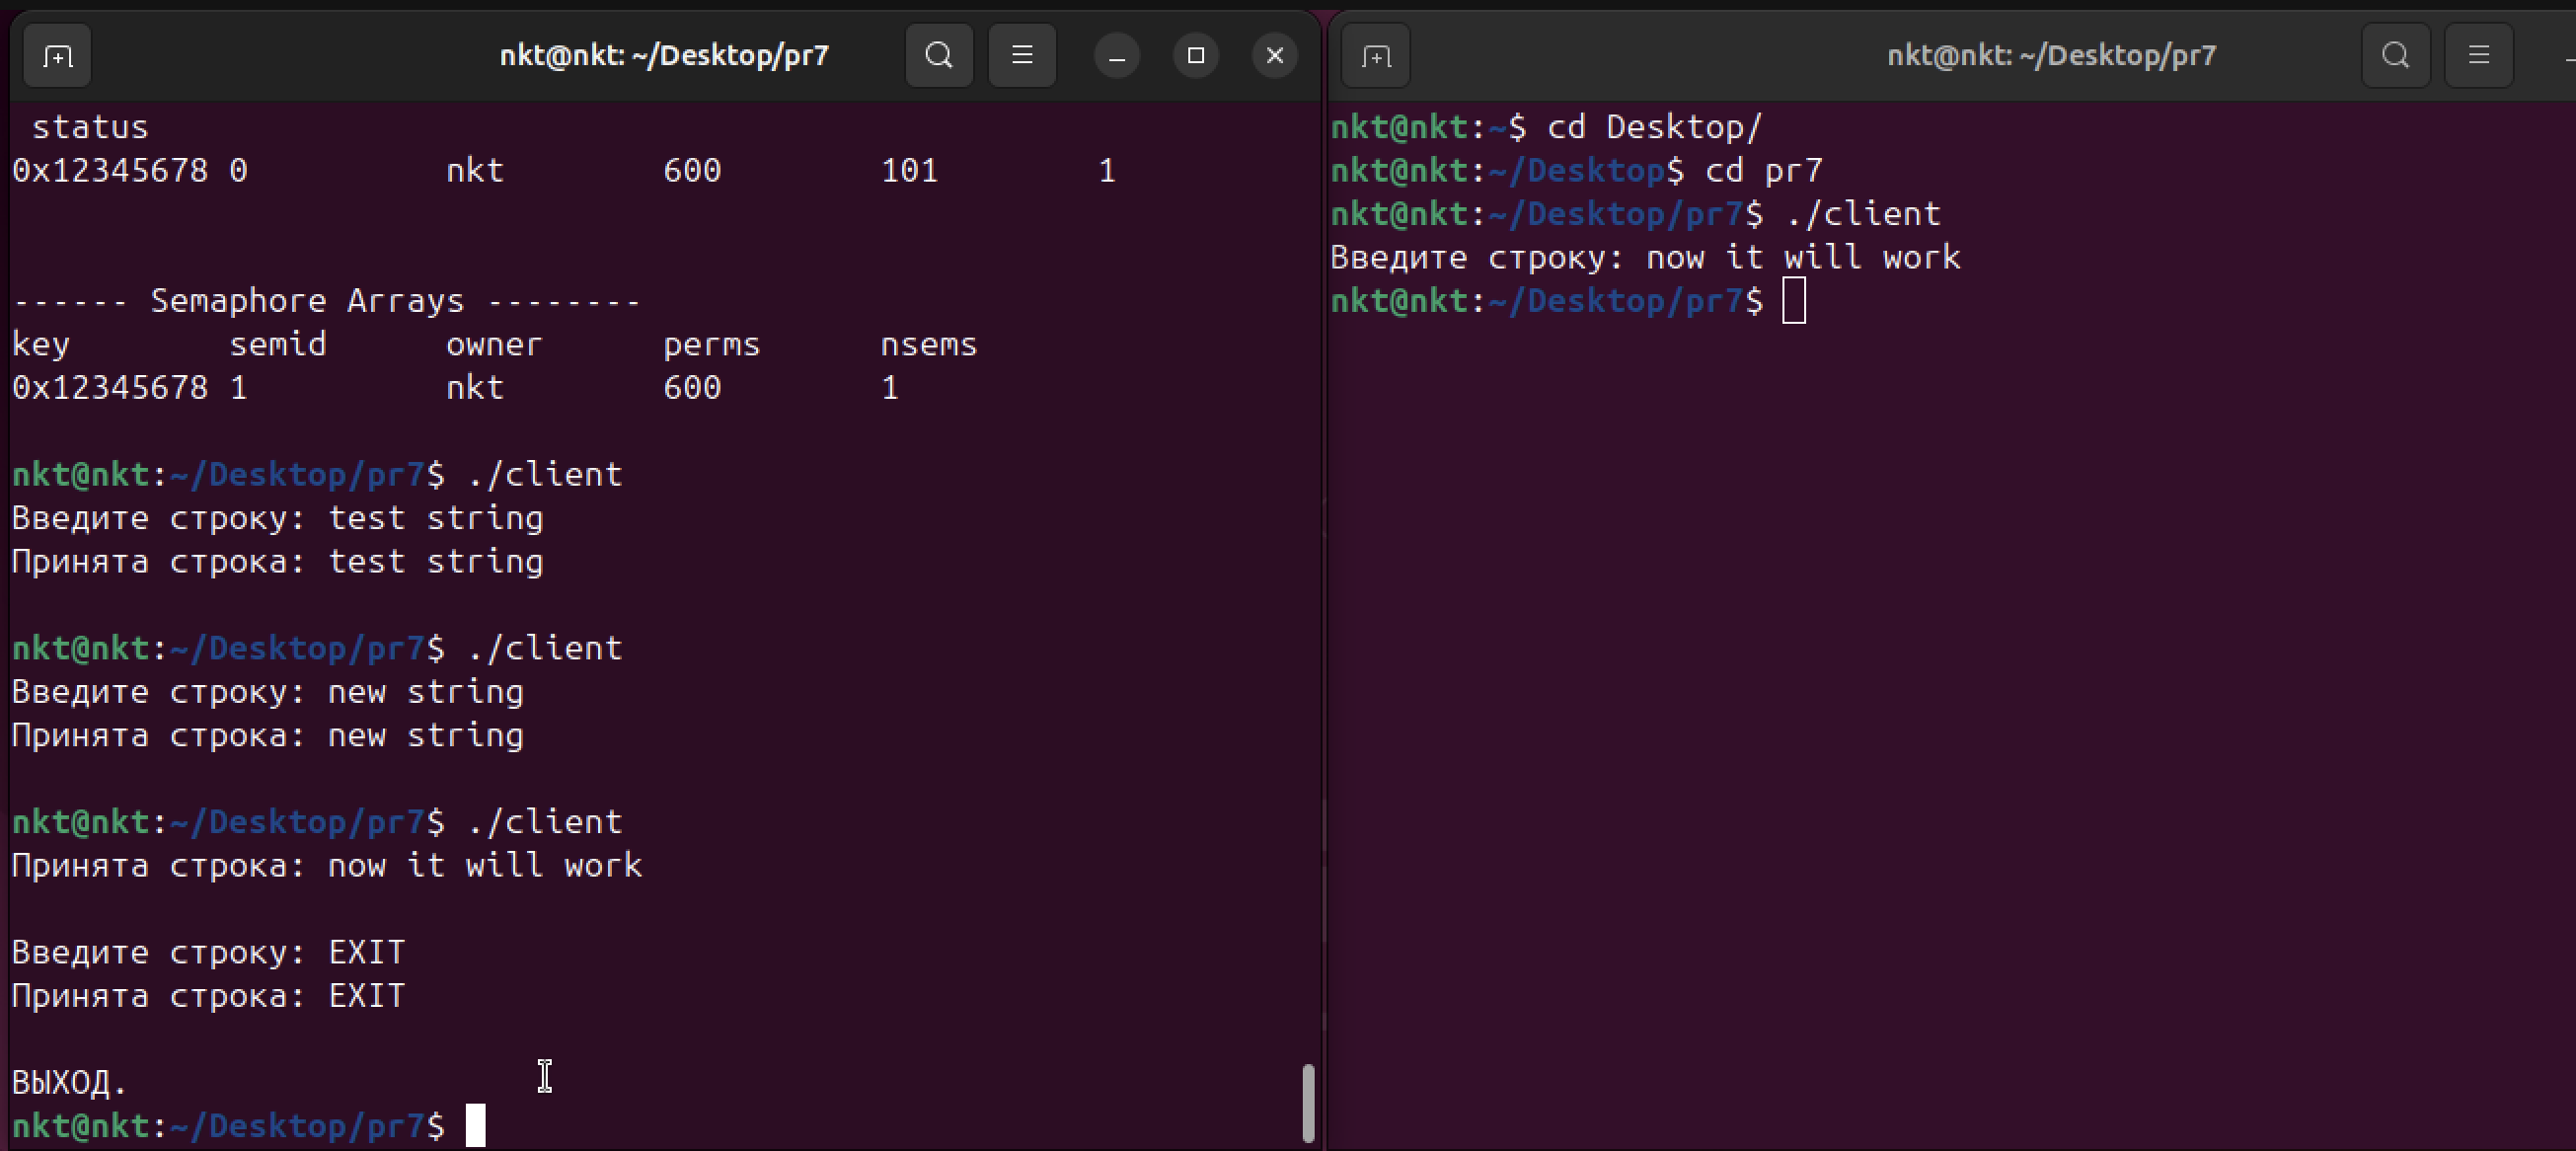 nkt@nkt: ~/Desktop/pr7
 status
0x12345678 0          nkt        600        101        1
------ Semaphore Arrays --------
key        semid      owner      perms      nsems
0x12345678 1          nkt        600        1
nkt@nkt:~/Desktop/pr7$ ./client
Введите строку: test string
Принята строка: test string
nkt@nkt:~/Desktop/pr7$ ./client
Введите строку: new string
Принята строка: new string
nkt@nkt:~/Desktop/pr7$ ./client
Принята строка: now it will work
Введите строку: EXIT
Принята строка: EXIT
ВЫХОД.
nkt@nkt:~/Desktop/pr7$
nkt@nkt: ~/Desktop/pr7
nkt@nkt:~$ cd Desktop/
nkt@nkt:~/Desktop$ cd pr7
nkt@nkt:~/Desktop/pr7$ ./client
Введите строку: now it will work
nkt@nkt:~/Desktop/pr7$